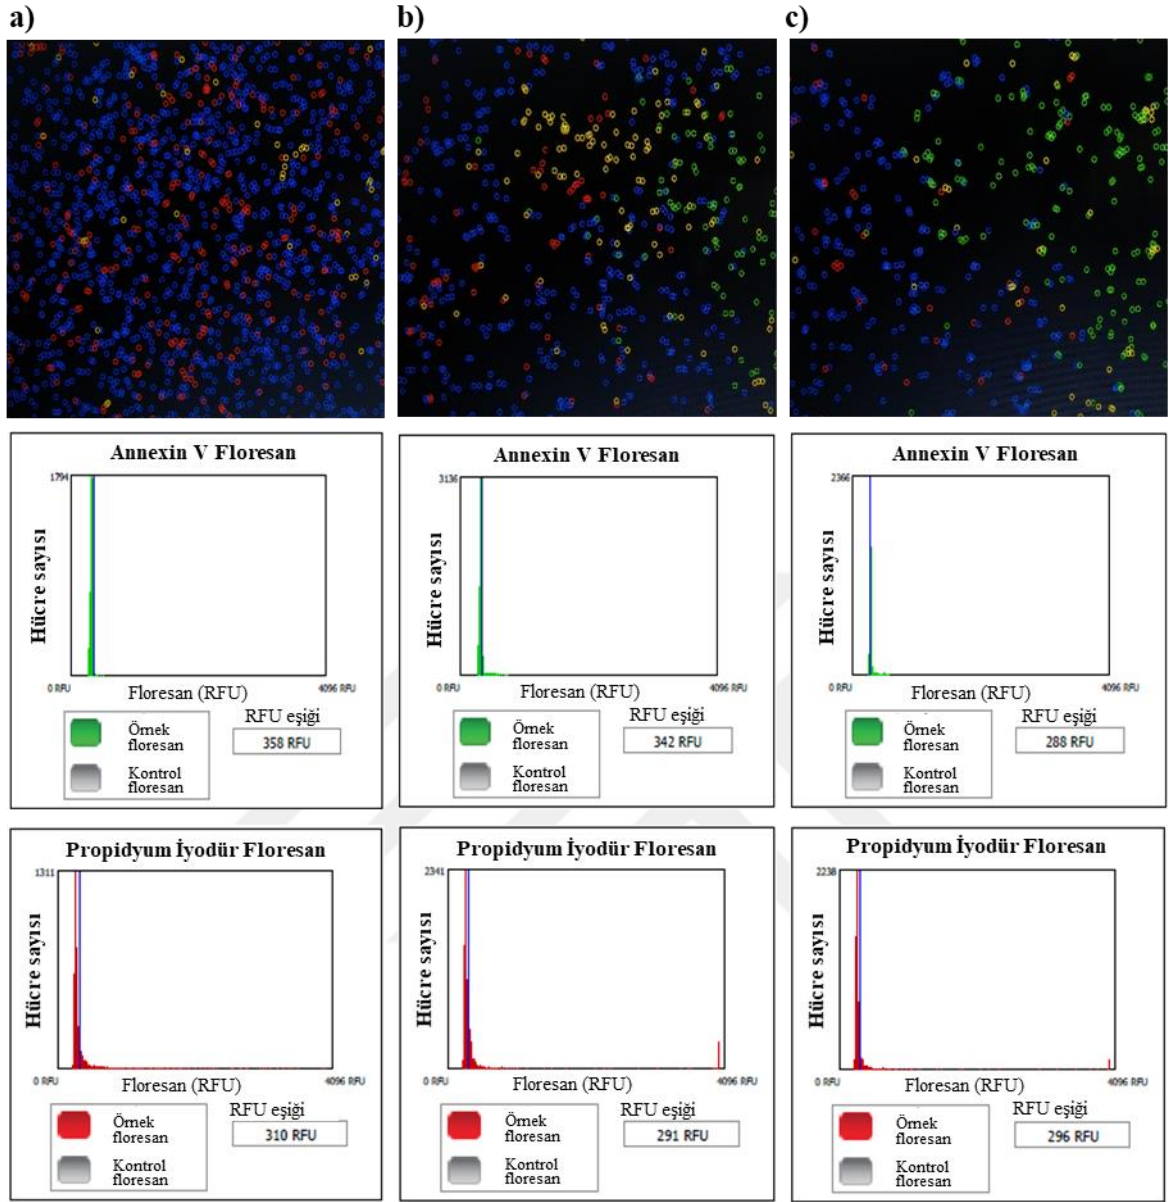 a)
b)
c)
Annexin V Floresan
1794
Hücre sayısı
0 RFU
Floresan (RFU)
4096 RFU
Örnek
floresan
Kontrol
floresan
RFU eşiği
358 RFU
Annexin V Floresan
3136
Hücre sayısı
0 RFU
Floresan (RFU)
4096 RFU
Örnek
floresan
Kontrol
floresan
RFU eşiği
342 RFU
Annexin V Floresan
2366
Hücre sayısı
0 RFU
Floresan (RFU)
4096 RFU
Örnek
floresan
Kontrol
floresan
RFU eşiği
288 RFU
Propidyum İyodür Floresan
1311
Hücre sayısı
0 RFU
Floresan (RFU)
4096 RFU
Örnek
floresan
Kontrol
floresan
RFU eşiği
310 RFU
Propidyum İyodür Floresan
2341
Hücre sayısı
0 RFU
Floresan (RFU)
4096 RFU
Örnek
floresan
Kontrol
floresan
RFU eşiği
291 RFU
Propidyum İyodür Floresan
2238
Hücre sayısı
0 RFU
Floresan (RFU)
4096 RFU
Örnek
floresan
Kontrol
floresan
RFU eşiği
296 RFU